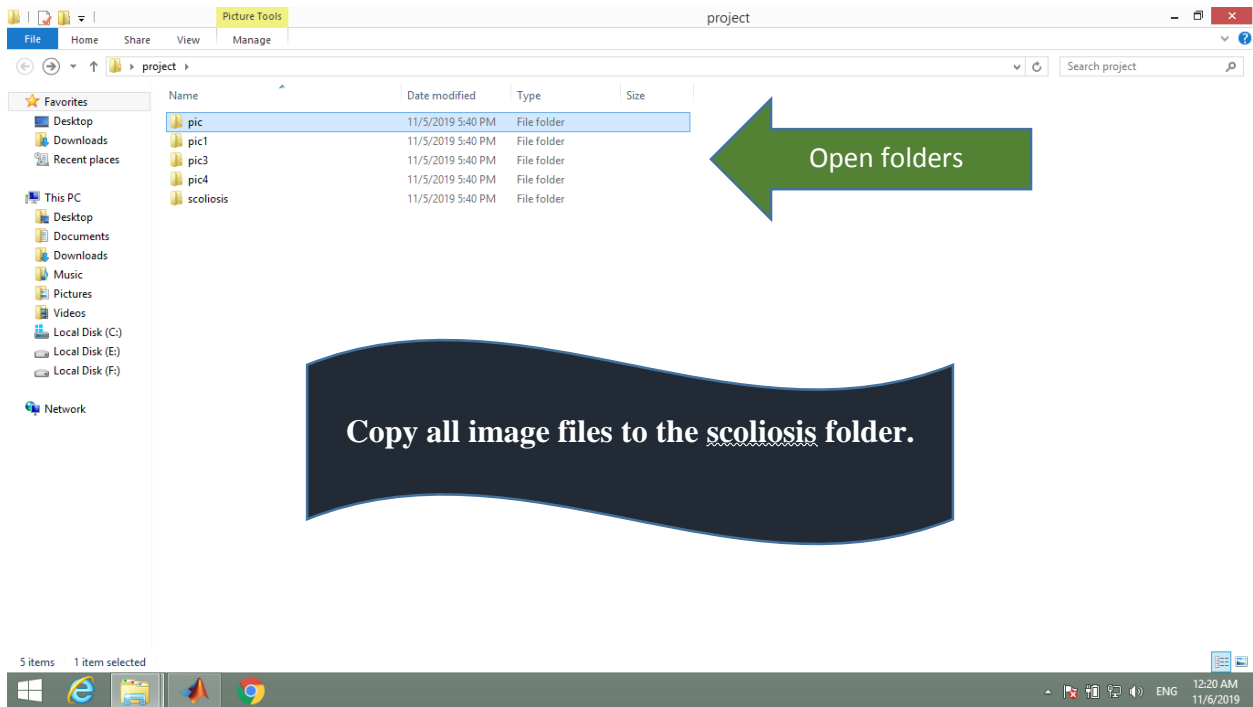 Picture Tools
project
File Home Share View Manage
project
Search project
Name Date modified Type Size
Favorites
Desktop
Downloads
Recent places
This PC
Desktop
Documents
Downloads
Music
Pictures
Videos
Local Disk (C:)
Local Disk (E:)
Local Disk (F:)
Network
pic 11/5/2019 5:40 PM File folder
pic1 11/5/2019 5:40 PM File folder
pic3 11/5/2019 5:40 PM File folder
pic4 11/5/2019 5:40 PM File folder
scoliosis 11/5/2019 5:40 PM File folder
Open folders
Copy all image files to the scoliosis folder.
5 items 1 item selected
ENG
12:20 AM
11/6/2019